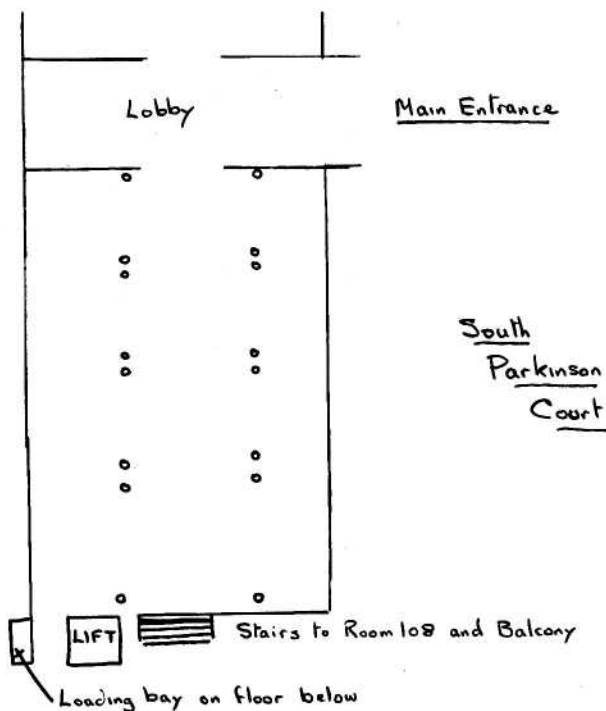 Lobby
Main Entrance
South
Parkinson
Court
LIFT
Stairs to Room 108 and Balcony
Loading bay on floor below